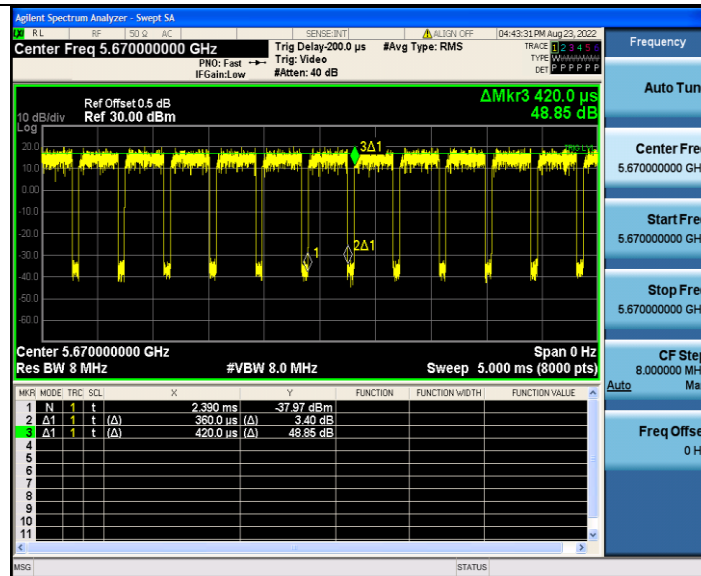 Agilent Spectrum Analyzer - Swept SA
RL RF 50 Ω AC SENSE:INT ALIGN OFF 04:43:31 PM Aug 23, 2022
Center Freq 5.670000000 GHz
PNO: Fast
IFGain:Low
Trig Delay-200.0 µs
Trig: Video
#Atten: 40 dB
#Avg Type: RMS
TRACE 1 2 3 4 5 6
TYPE
DET P P P P P P
Frequency
Ref Offset 0.5 dB
10 dB/div Ref 30.00 dBm
Log
ΔMkr3 420.0 µs
48.85 dB
20.0
10.0
0.00
-10.0
-20.0
-30.0
-40.0
-50.0
-60.0
3Δ1
1
2Δ1
Center 5.670000000 GHz Span 0 Hz
Res BW 8 MHz #VBW 8.0 MHz Sweep 5.000 ms (8000 pts)
MKR MODE TRC SCL X Y FUNCTION FUNCTION WIDTH FUNCTION VALUE
1 N 1 t 2.390 ms -37.97 dBm
2 Δ1 1 t (Δ) 360.0 µs (Δ) 3.40 dB
3 Δ1 1 t (Δ) 420.0 µs (Δ) 48.85 dB
4
5
6
7
8
9
10
11
MSG STATUS
Auto Tun
Center Fre
5.670000000 GH
Start Fre
5.670000000 GH
Stop Fre
5.670000000 GH
CF Ste
8.000000 MH
Auto Ma
Freq Offse
0 H